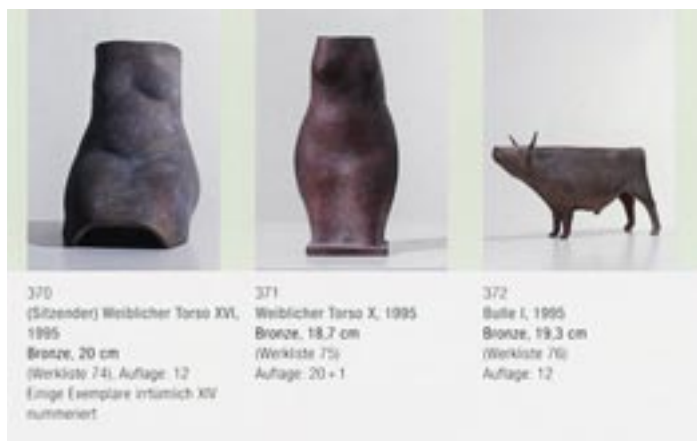 370
(Sitzender) Weiblicher Torso XVI,
1995
Bronze, 20 cm
(Werkliste 74), Auflage: 12
Einige Exemplare irrtümlich XIV
nummeriert
371
Weiblicher Torso X, 1995
Bronze, 18,7 cm
(Werkliste 75)
Auflage: 20 + 1
372
Bulle I, 1995
Bronze, 19,3 cm
(Werkliste 76)
Auflage: 12